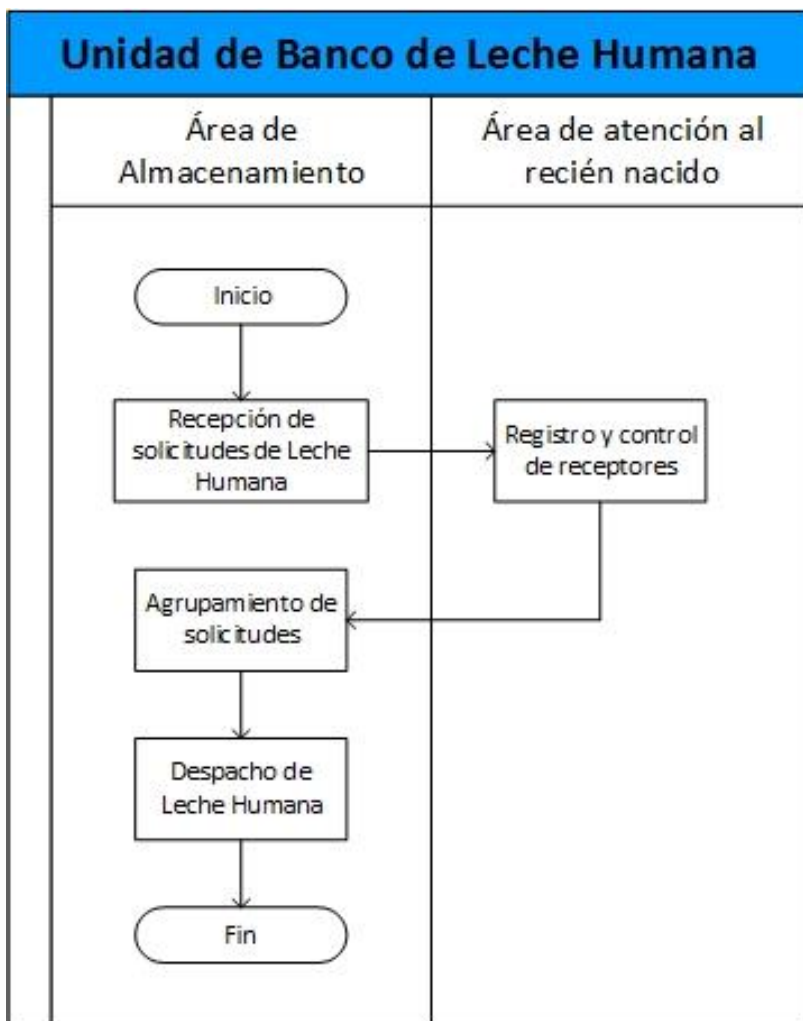 Unidad de Banco de Leche Humana
Área de
Almacenamiento
Área de atención al
recién nacido
Inicio
Recepción de
solicitudes de Leche
Humana
Registro y control
de receptores
Agrupamiento de
solicitudes
Despacho de
Leche Humana
Fin